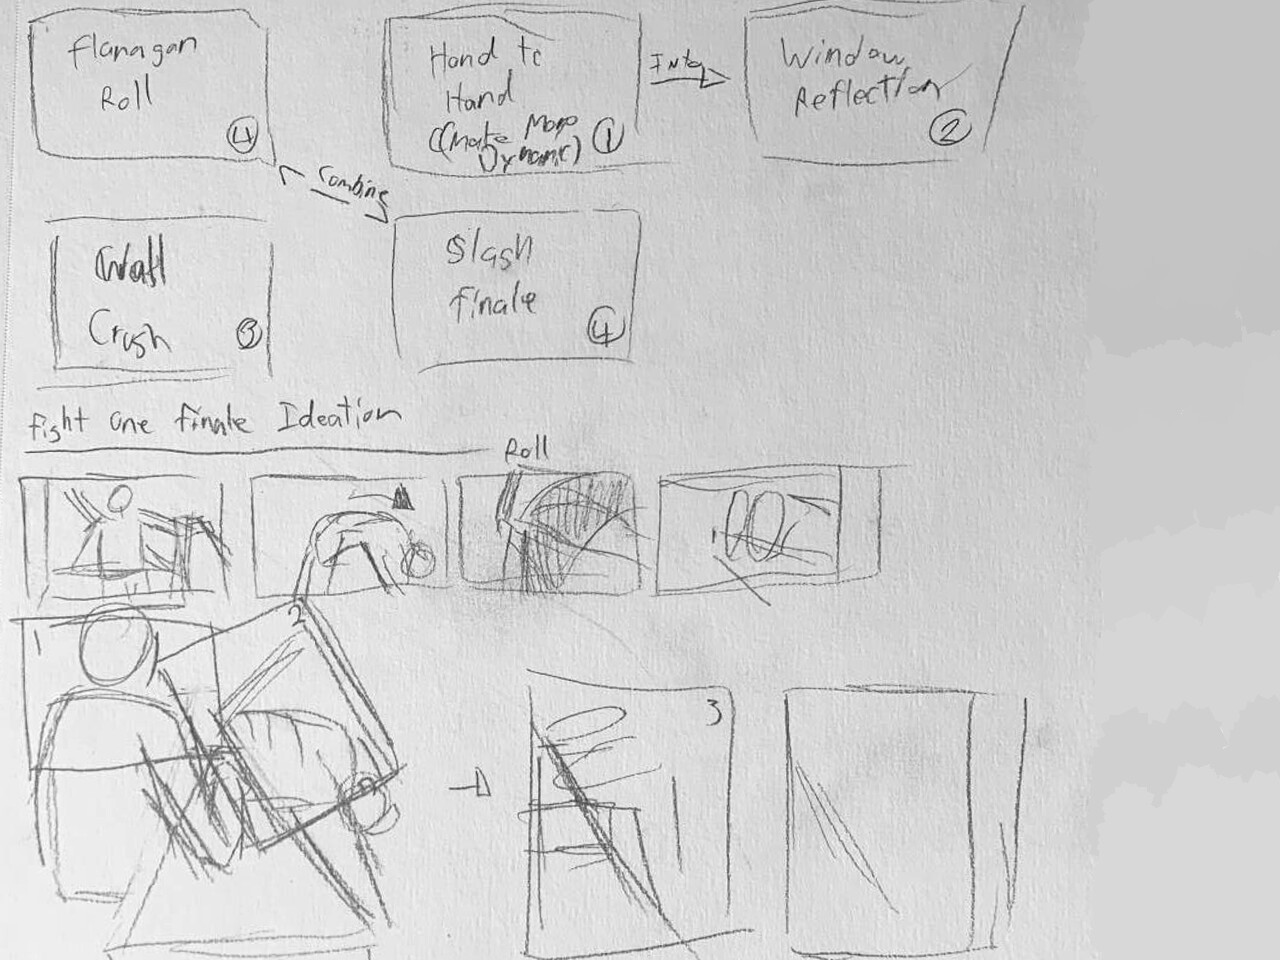 Flanagan
Roll
4
Hand to
Hand
(Make More
Dynamic)
1
Into
Window
Reflection
2
Combine
Wall
Crush
3
Slash
Finale
4
Fight One Finale Ideation
Roll
2
3